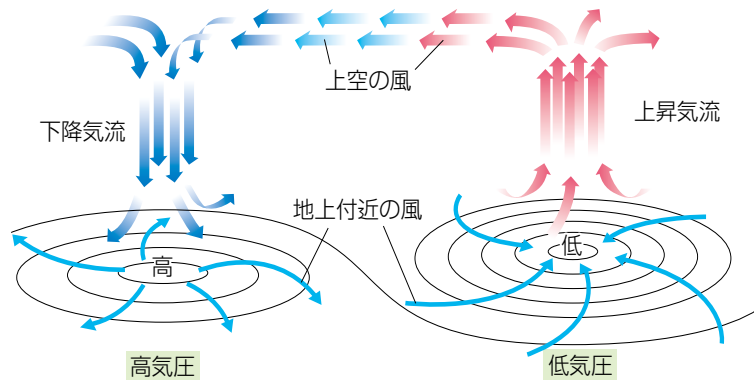 上空の風
下降気流
上昇気流
地上付近の風
高
低
高気圧
低気圧